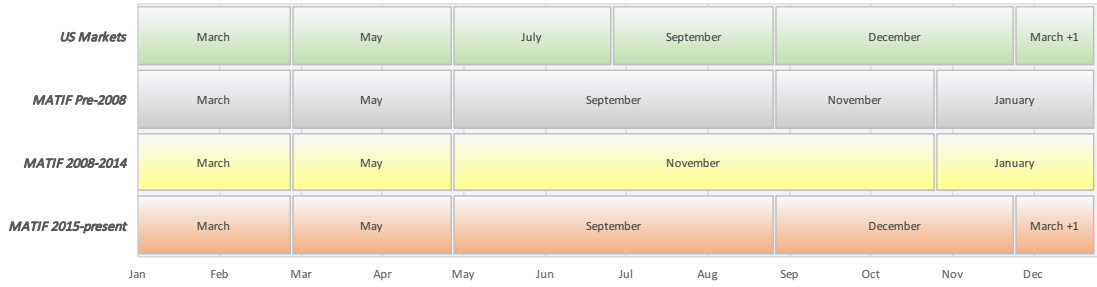 US Markets March May July September December March +1
MATIF Pre-2008 March May September November January
MATIF 2008-2014 March May November January
MATIF 2015-present March May September December March +1
Jan Feb Mar Apr May Jun Jul Aug Sep Oct Nov Dec